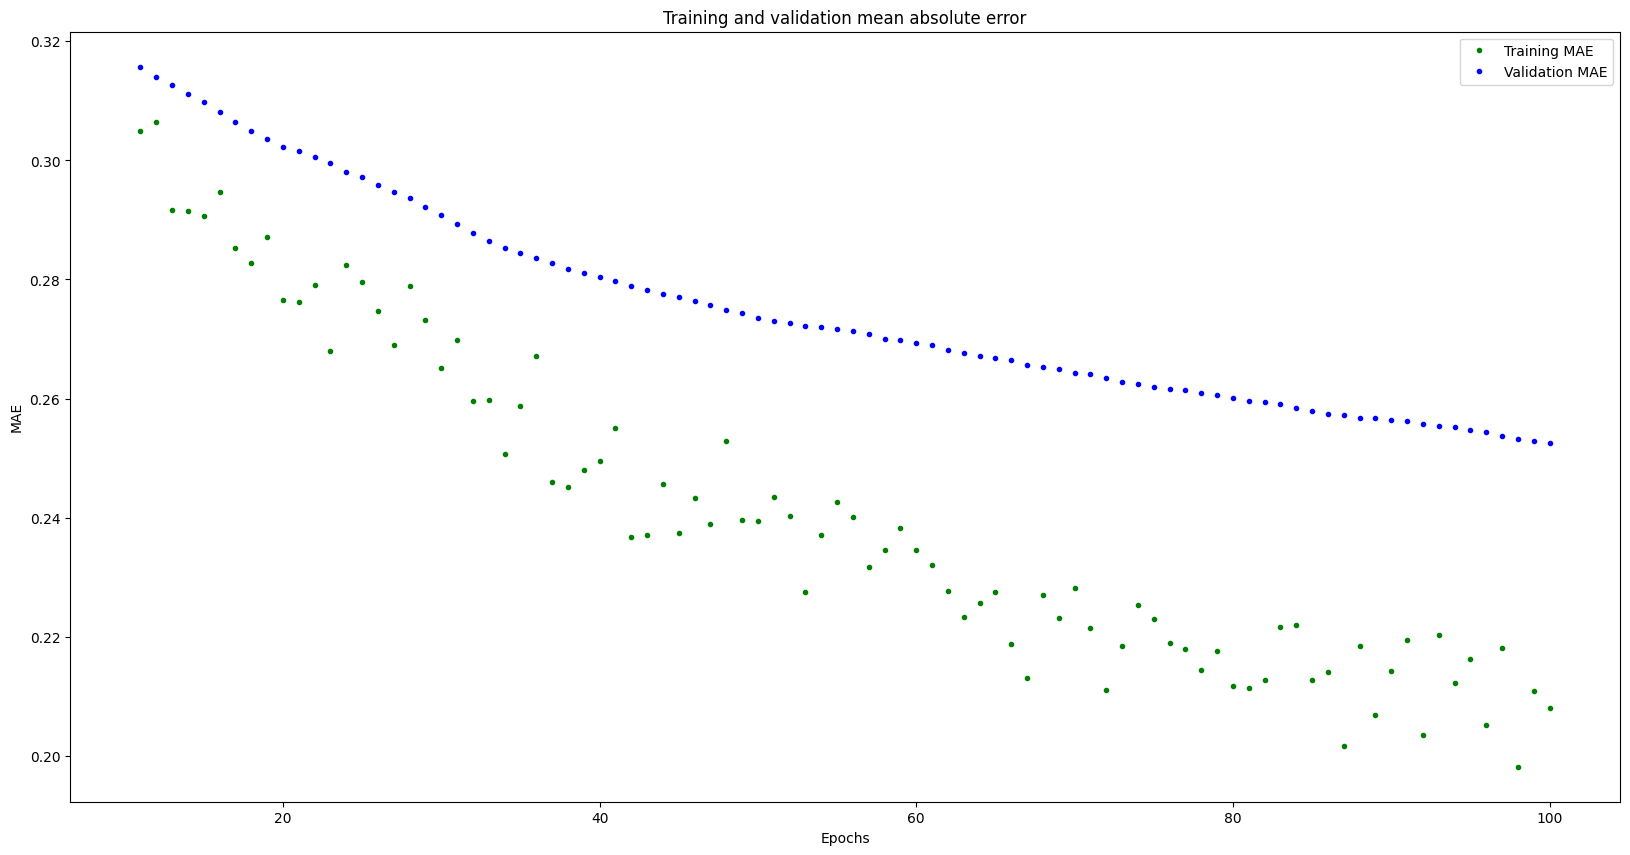 Training and validation mean absolute error
Training MAE
Validation MAE
0.32
0.30
0.28
0.26
0.24
0.22
0.20
MAE
20
40
60
80
100
Epochs